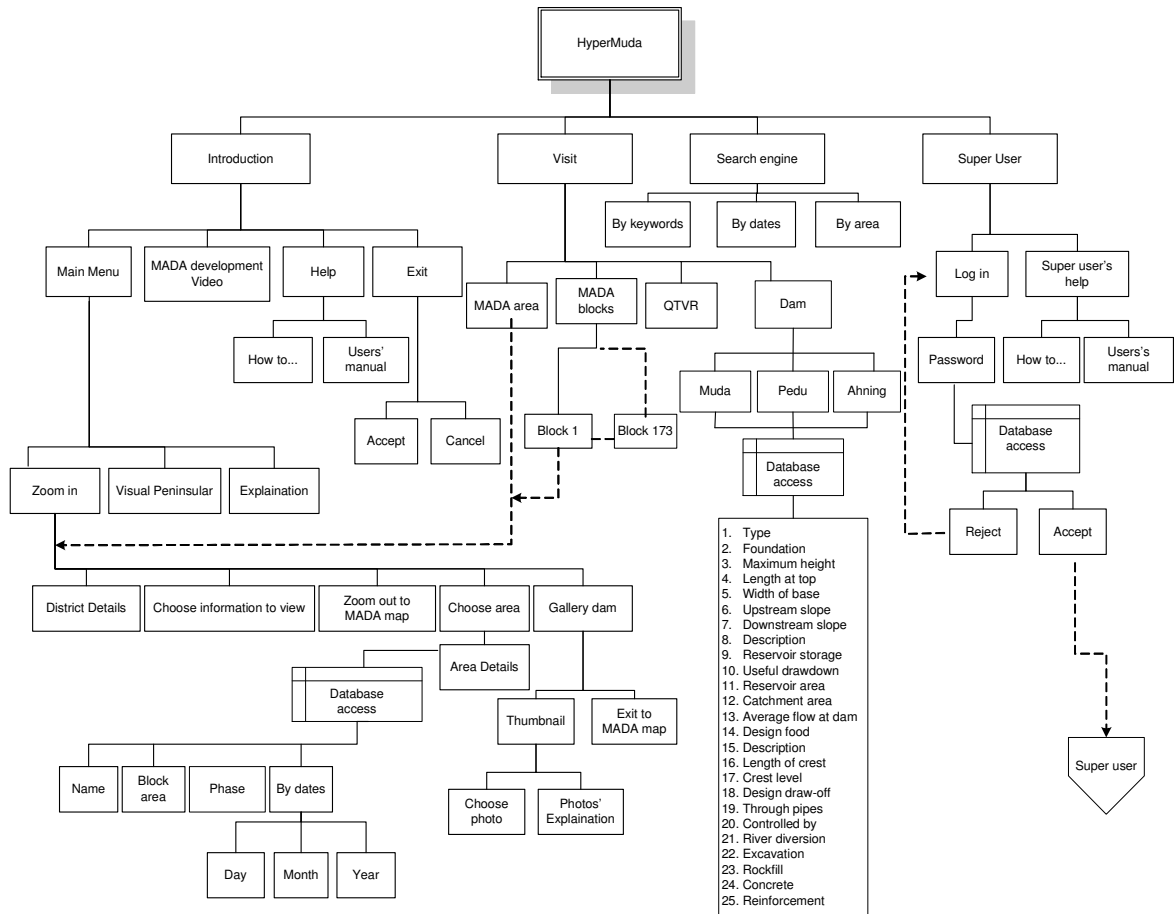 HyperMuda
Introduction
Visit
Search engine
Super User
By keywords
By dates
By area
Main Menu
MADA development
Video
Help
Exit
MADA area
MADA
blocks
QTVR
Dam
Log in
Super user's
help
How to...
Users'
manual
Password
How to...
Users's
manual
Muda
Pedu
Ahning
Accept
Cancel
Block 1
Block 173
Database
access
Database
access
Zoom in
Visual Peninsular
Explaination
Reject
Accept
1. Type
2. Foundation
3. Maximum height
4. Length at top
5. Width of base
6. Upstream slope
7. Downstream slope
8. Description
9. Reservoir storage
10. Useful drawdown
11. Reservoir area
12. Catchment area
13. Average flow at dam
14. Design food
15. Description
16. Length of crest
17. Crest level
18. Design draw-off
19. Through pipes
20. Controlled by
21. River diversion
22. Excavation
23. Rockfill
24. Concrete
25. Reinforcement
District Details
Choose information to view
Zoom out to
MADA map
Choose area
Gallery dam
Area Details
Database
access
Thumbnail
Exit to
MADA map
Name
Block
area
Phase
By dates
Choose
photo
Photos'
Explaination
Day
Month
Year
Super user